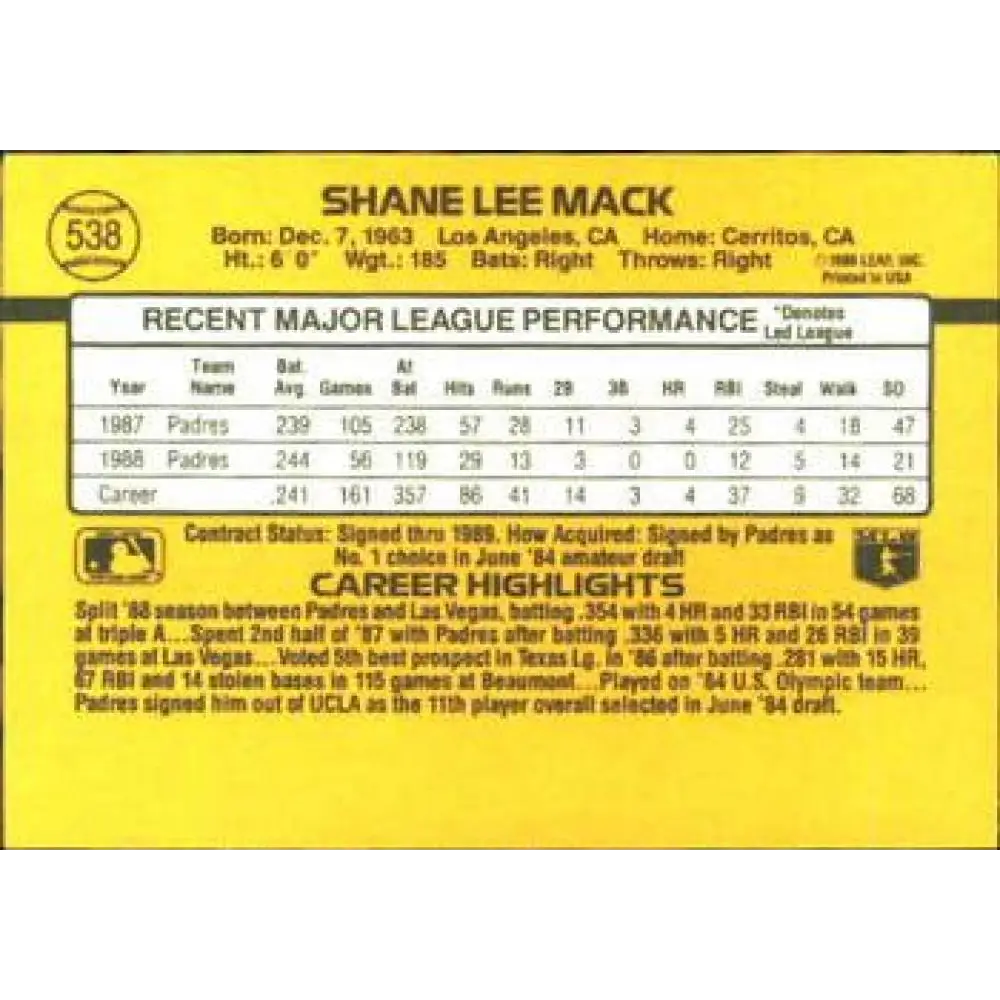 538
SHANE LEE MACK
Born: Dec. 7, 1963 Los Angeles, CA Home: Cerritos, CA
Ht.: 6' 0" Wgt.: 185 Bats: Right Throws: Right
© 1988 LEAF, INC.
Printed in USA
RECENT MAJOR LEAGUE PERFORMANCE *Denotes Led League
Year Team Name Bat. Avg. Games At Bat Hits Runs 2B 3B HR RBI Steal Walk SO
1987 Padres .239 105 238 57 28 11 3 4 25 4 18 47
1988 Padres .244 56 119 29 13 3 0 0 12 5 14 21
Career .241 161 357 86 41 14 3 4 37 9 32 68
Contract Status: Signed thru 1989. How Acquired: Signed by Padres as
No. 1 choice in June '84 amateur draft
CAREER HIGHLIGHTS
Split '88 season between Padres and Las Vegas, batting .354 with 4 HR and 33 RBI in 54 games
at triple A...Spent 2nd half of '87 with Padres after batting .336 with 5 HR and 26 RBI in 39
games at Las Vegas...Voted 5th best prospect in Texas Lg. in '86 after batting .281 with 15 HR,
67 RBI and 14 stolen bases in 115 games at Beaumont...Played on '84 U.S. Olympic team...
Padres signed him out of UCLA as the 11th player overall selected in June '84 draft.